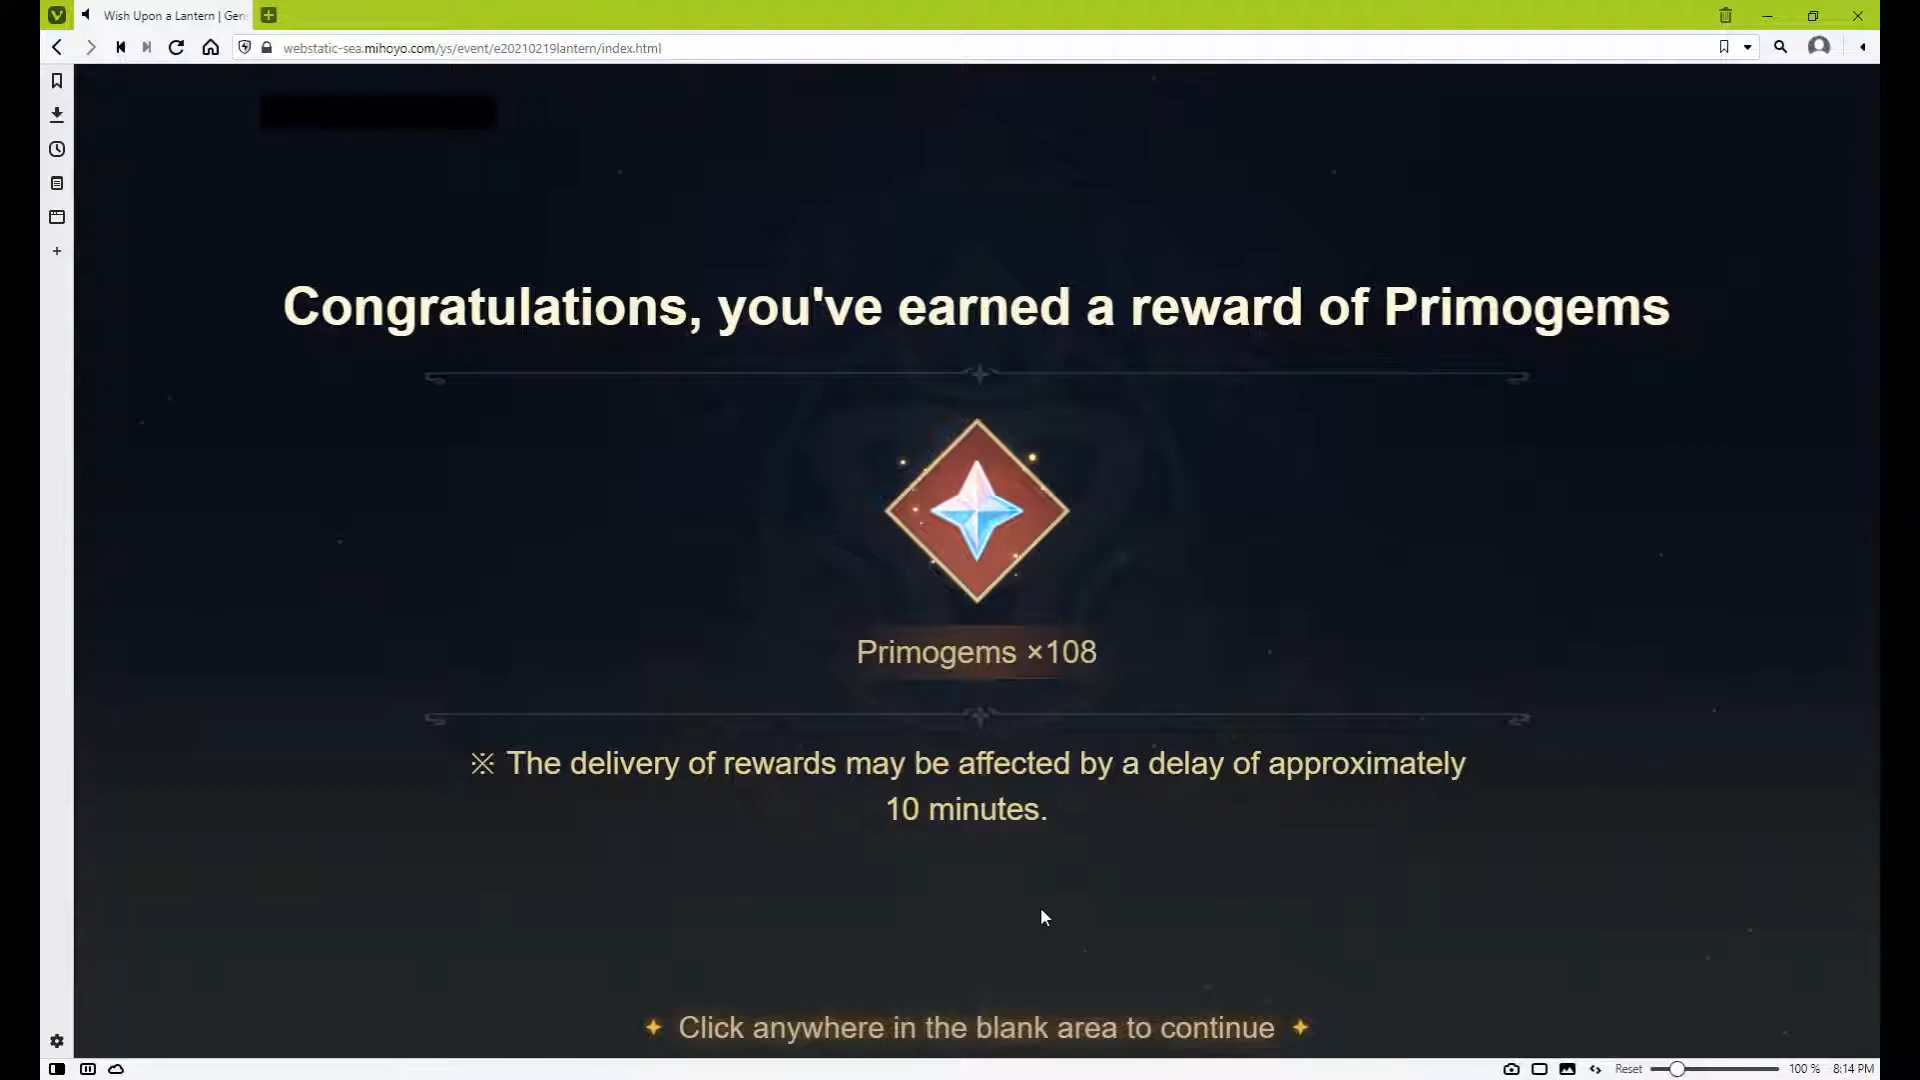 Wish Upon a Lantern | Gen
webstatic-sea.mihoyo.com/ys/event/e20210219lantern/index.html
Congratulations, you've earned a reward of Primogems
Primogems ×108
※ The delivery of rewards may be affected by a delay of approximately
10 minutes.
Click anywhere in the blank area to continue
Reset 100 % 8:14 PM